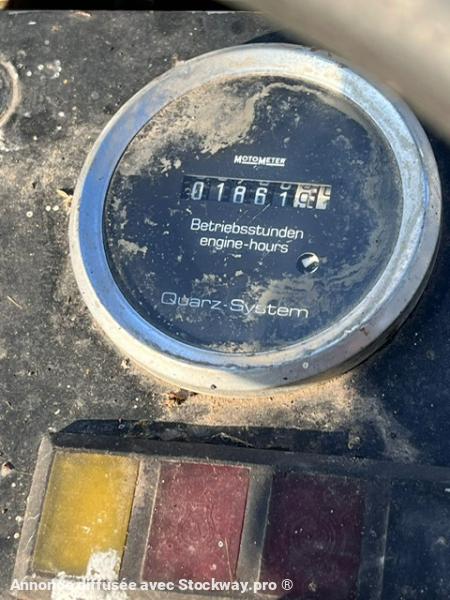 MOTOMETER
01861
Betriebsstunden
engine-hours
Quarz-System
Annonce diffusée avec Stockway.pro ®